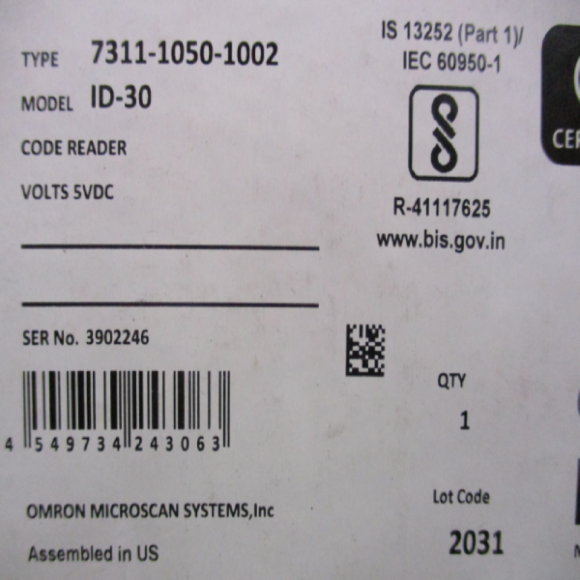 TYPE 7311-1050-1002
MODEL ID-30
CODE READER
VOLTS 5VDC
IS 13252 (Part 1)/
IEC 60950-1
R-41117625
www.bis.gov.in
SER No. 3902246
4 549734 243063
QTY
1
OMRON MICROSCAN SYSTEMS,Inc
Assembled in US
Lot Code
2031